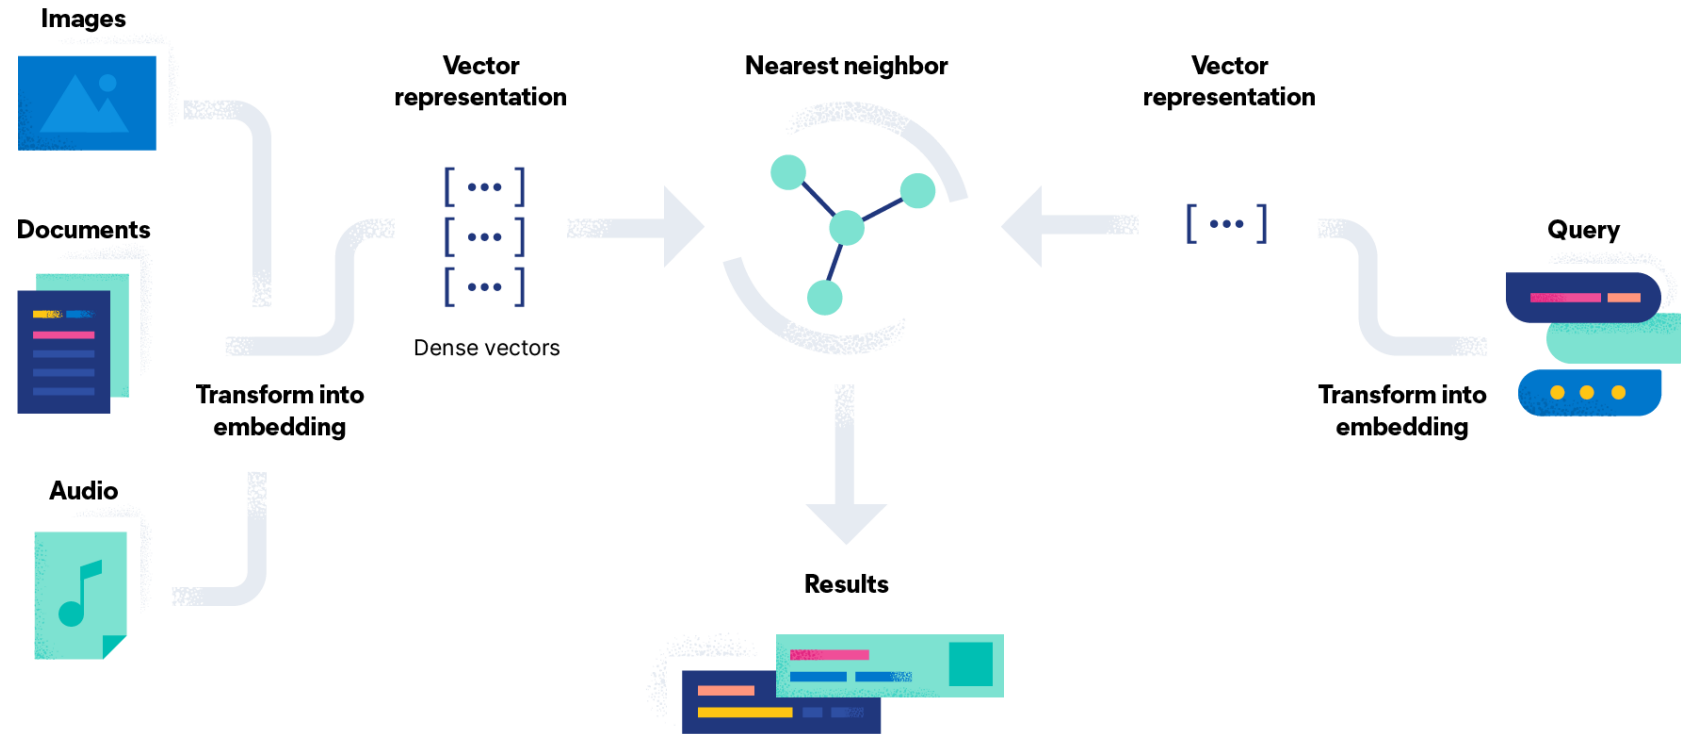 Images
Vector
representation
Nearest neighbor
Vector
representation
Documents
Query
[ ••• ]
[ ••• ]
[ ••• ]
[ ••• ]
Dense vectors
Transform into
embedding
Transform into
embedding
Audio
Results